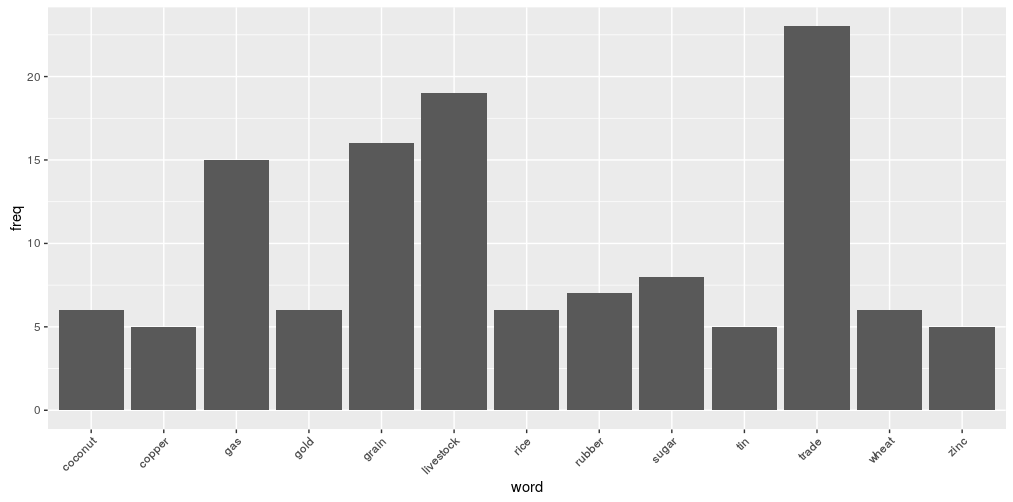 freq
20
15
10
5
0
coconut
copper
gas
gold
grain
livestock
rice
rubber
sugar
tin
trade
wheat
zinc
word